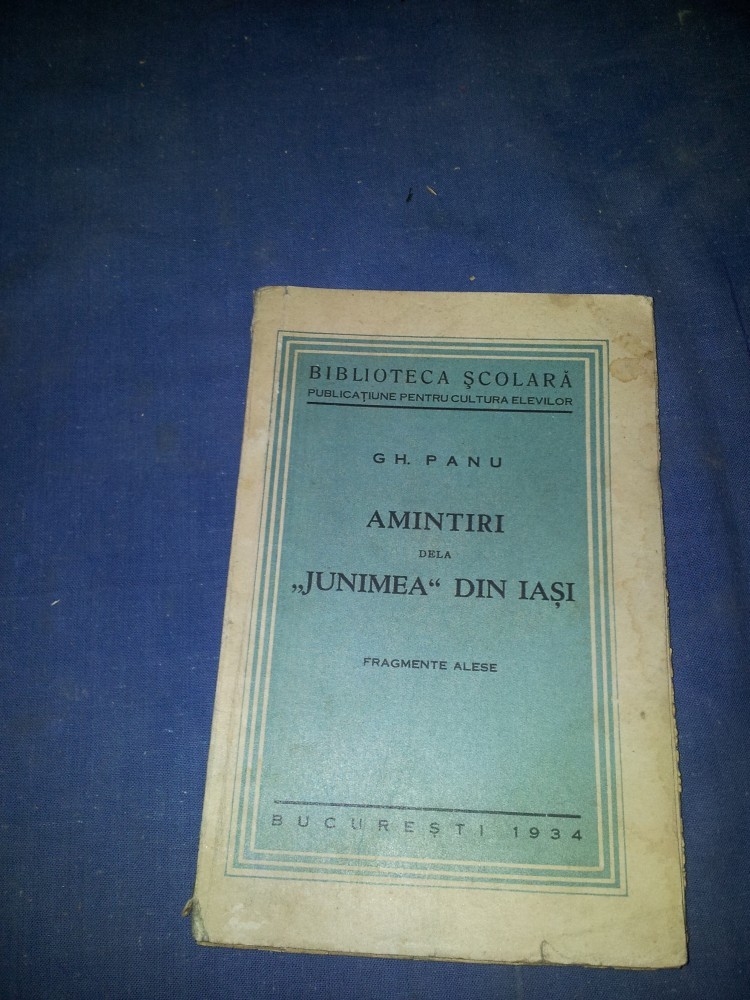 BIBLIOTECA ŞCOLARĂ
PUBLICAŢIUNE PENTRU CULTURA ELEVILOR
GH. PANU
AMINTIRI
DELA
„JUNIMEA“ DIN IAŞI
FRAGMENTE ALESE
BUCUREŞTI 1934